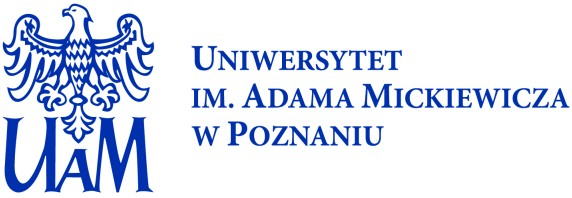 UAM
UNIWERSYTET
IM. ADAMA MICKIEWICZA
W POZNANIU